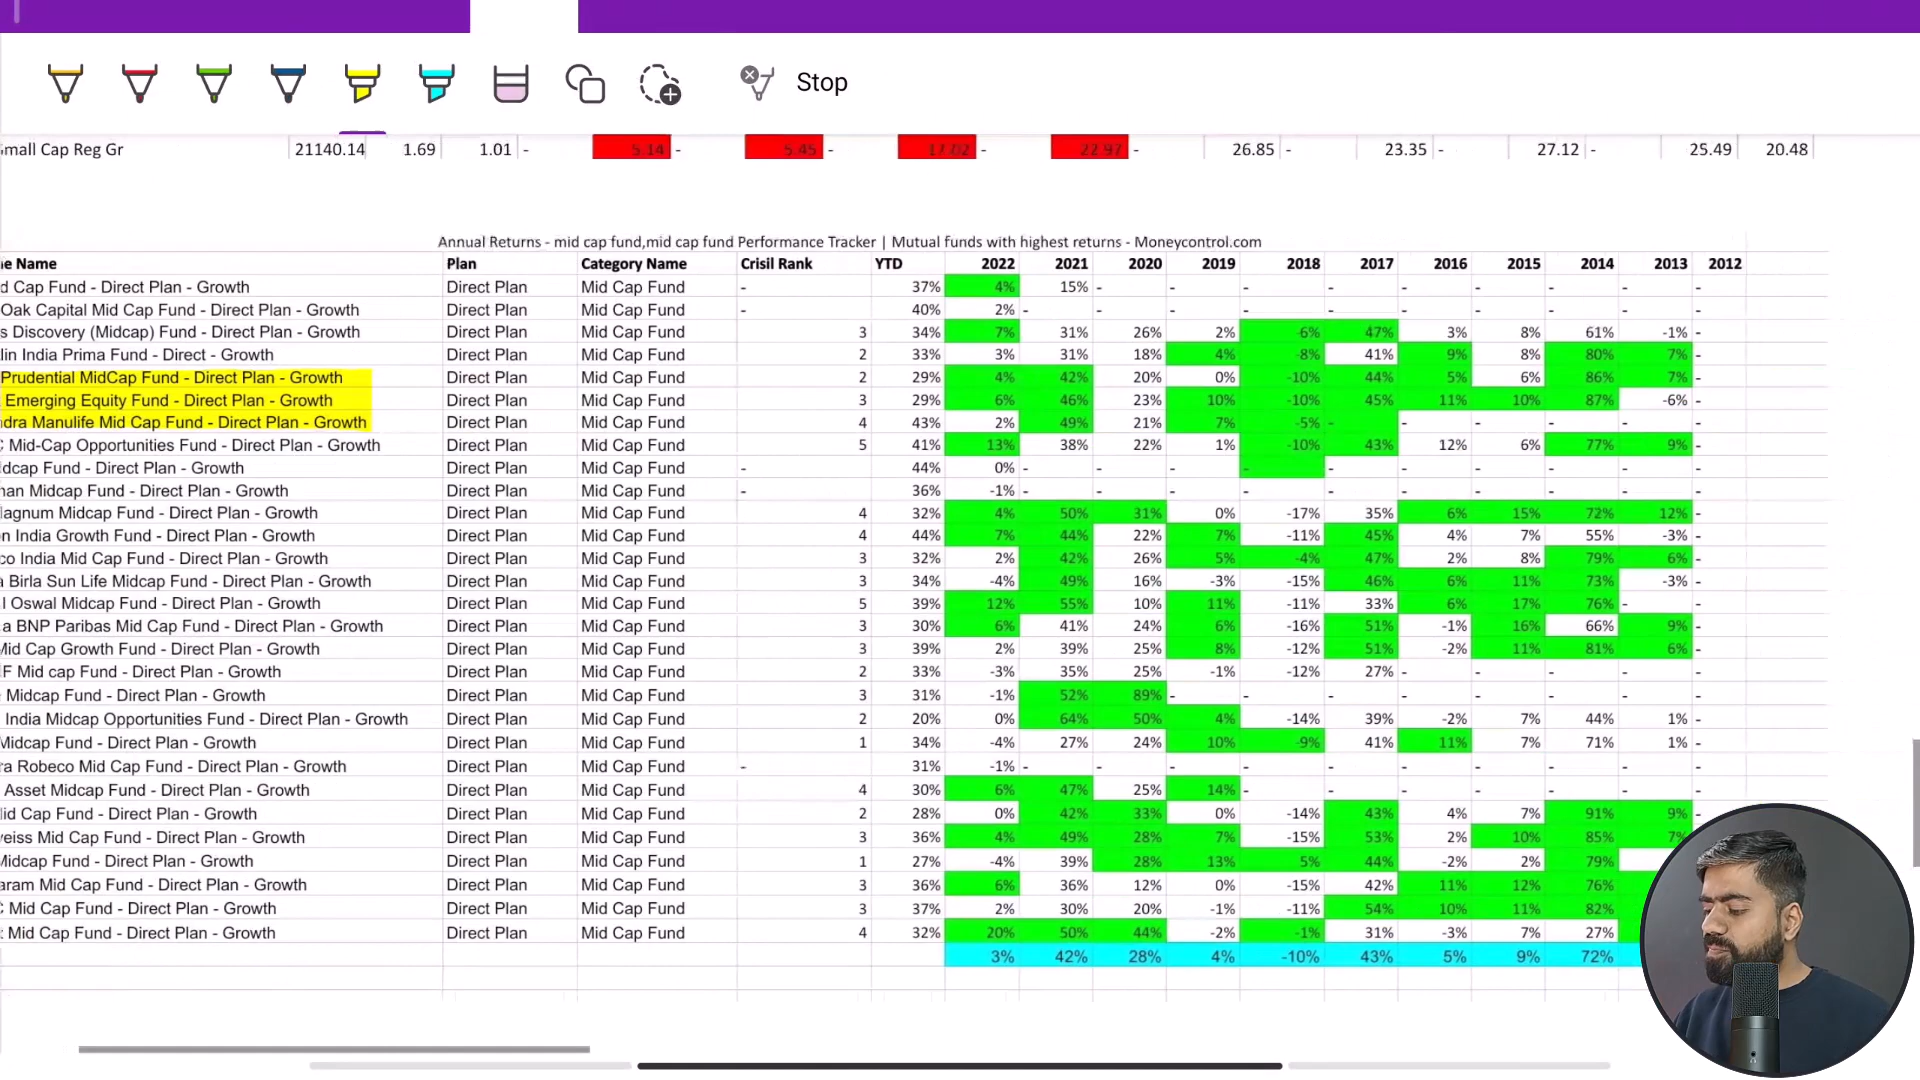 Stop
mall Cap Reg Gr 21140.14 1.69 1.01 - 5.14 - 5.45 - 17.02 - 22.97 - 26.85 - 23.35 - 27.12 - 25.49 20.48
Annual Returns - mid cap fund,mid cap fund Performance Tracker | Mutual funds with highest returns - Moneycontrol.com
e Name Plan Category Name Crisil Rank YTD 2022 2021 2020 2019 2018 2017 2016 2015 2014 2013 2012
d Cap Fund - Direct Plan - Growth Direct Plan Mid Cap Fund - 37% 4% 15% - - - - - - - - -
Oak Capital Mid Cap Fund - Direct Plan - Growth Direct Plan Mid Cap Fund - 40% 2% - - - - - - - - - -
s Discovery (Midcap) Fund - Direct Plan - Growth Direct Plan Mid Cap Fund 3 34% 7% 31% 26% 2% -6% 47% 3% 8% 61% -1% -
lin India Prima Fund - Direct - Growth Direct Plan Mid Cap Fund 2 33% 3% 31% 18% 4% -8% 41% 9% 8% 80% 7% -
Prudential MidCap Fund - Direct Plan - Growth Direct Plan Mid Cap Fund 2 29% 4% 42% 20% 0% -10% 44% 5% 6% 86% 7% -
Emerging Equity Fund - Direct Plan - Growth Direct Plan Mid Cap Fund 3 29% 6% 46% 23% 10% -10% 45% 11% 10% 87% -6% -
dra Manulife Mid Cap Fund - Direct Plan - Growth Direct Plan Mid Cap Fund 4 43% 2% 49% 21% 7% -5% - - - - - -
C Mid-Cap Opportunities Fund - Direct Plan - Growth Direct Plan Mid Cap Fund 5 41% 13% 38% 22% 1% -10% 43% 12% 6% 77% 9% -
dcap Fund - Direct Plan - Growth Direct Plan Mid Cap Fund - 44% 0% - - - - - - - - - -
nan Midcap Fund - Direct Plan - Growth Direct Plan Mid Cap Fund - 36% -1% - - - - - - - - - -
lagnum Midcap Fund - Direct Plan - Growth Direct Plan Mid Cap Fund 4 32% 4% 50% 31% 0% -17% 35% 6% 15% 72% 12% -
n India Growth Fund - Direct Plan - Growth Direct Plan Mid Cap Fund 4 44% 7% 44% 22% 7% -11% 45% 4% 7% 55% -3% -
co India Mid Cap Fund - Direct Plan - Growth Direct Plan Mid Cap Fund 3 32% 2% 42% 26% 5% -4% 47% 2% 8% 79% 6% -
a Birla Sun Life Midcap Fund - Direct Plan - Growth Direct Plan Mid Cap Fund 3 34% -4% 49% 16% -3% -15% 46% 6% 11% 73% -3% -
l Oswal Midcap Fund - Direct Plan - Growth Direct Plan Mid Cap Fund 5 39% 12% 55% 10% 11% -11% 33% 6% 17% 76% - -
a BNP Paribas Mid Cap Fund - Direct Plan - Growth Direct Plan Mid Cap Fund 3 30% 6% 41% 24% 6% -16% 51% -1% 16% 66% 9% -
Mid Cap Growth Fund - Direct Plan - Growth Direct Plan Mid Cap Fund 3 39% 2% 39% 25% 8% -12% 51% -2% 11% 81% 6% -
F Mid cap Fund - Direct Plan - Growth Direct Plan Mid Cap Fund 2 33% -3% 35% 25% -1% -12% 27% - - - - -
Midcap Fund - Direct Plan - Growth Direct Plan Mid Cap Fund 3 31% -1% 52% 89% - - - - - - - -
India Midcap Opportunities Fund - Direct Plan - Growth Direct Plan Mid Cap Fund 2 20% 0% 64% 50% 4% -14% 39% -2% 7% 44% 1% -
Midcap Fund - Direct Plan - Growth Direct Plan Mid Cap Fund 1 34% -4% 27% 24% 10% -9% 41% 11% 7% 71% 1% -
ra Robeco Mid Cap Fund - Direct Plan - Growth Direct Plan Mid Cap Fund - 31% -1% - - - - - - - - - -
Asset Midcap Fund - Direct Plan - Growth Direct Plan Mid Cap Fund 4 30% 6% 47% 25% 14% - - - - - - -
lid Cap Fund - Direct Plan - Growth Direct Plan Mid Cap Fund 2 28% 0% 42% 33% 0% -14% 43% 4% 7% 91% 9% -
veiss Mid Cap Fund - Direct Plan - Growth Direct Plan Mid Cap Fund 3 36% 4% 49% 28% 7% -15% 53% 2% 10% 85% 7%
Midcap Fund - Direct Plan - Growth Direct Plan Mid Cap Fund 1 27% -4% 39% 28% 13% 5% 44% -2% 2% 79%
aram Mid Cap Fund - Direct Plan - Growth Direct Plan Mid Cap Fund 3 36% 6% 36% 12% 0% -15% 42% 11% 12% 76%
C Mid Cap Fund - Direct Plan - Growth Direct Plan Mid Cap Fund 3 37% 2% 30% 20% -1% -11% 54% 10% 11% 82%
t Mid Cap Fund - Direct Plan - Growth Direct Plan Mid Cap Fund 4 32% 20% 50% 44% -2% -1% 31% -3% 7% 27%
3% 42% 28% 4% -10% 43% 5% 9% 72%